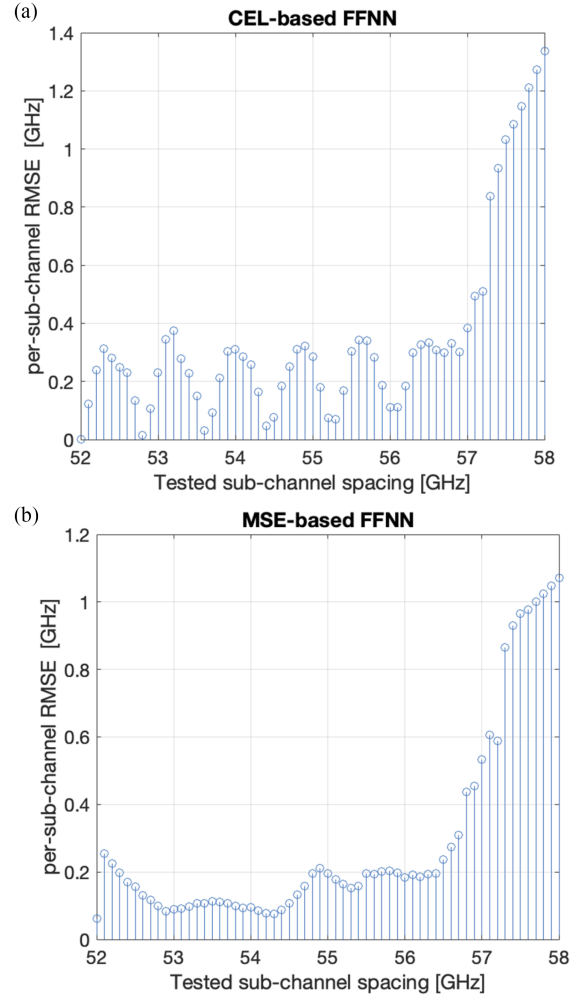 (a)
CEL-based FFNN
per-sub-channel RMSE [GHz]
1.4
1.2
1
0.8
0.6
0.4
0.2
0
52 53 54 55 56 57 58
Tested sub-channel spacing [GHz]
(b)
MSE-based FFNN
per-sub-channel RMSE [GHz]
1.2
1
0.8
0.6
0.4
0.2
0
52 53 54 55 56 57 58
Tested sub-channel spacing [GHz]